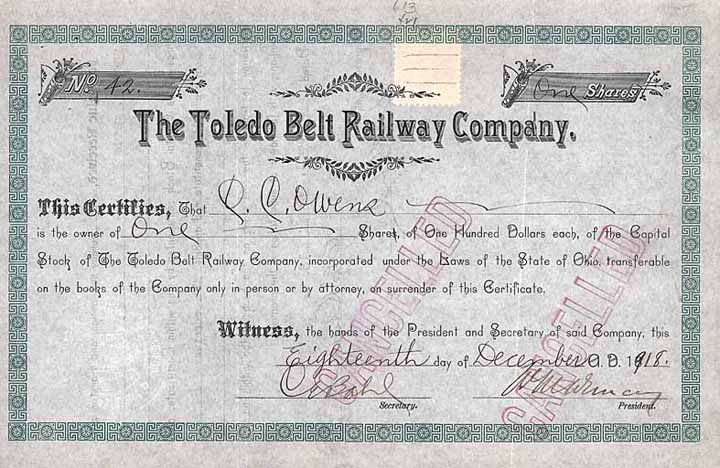 No. 42.
One Shares
The Toledo Belt Railway Company.
This Certifies, That C. C. Owens
is the owner of One Shares, of One Hundred Dollars each, of the Capital
Stock of The Toledo Belt Railway Company, incorporated under the Laws of the State of Ohio, transferable
on the books of the Company only in person or by attorney, on surrender of this Certificate.
Witness, the hands of the President and Secretary of said Company, this
Eighteenth day of December A.D. 1918.
Secretary.
President.
CANCELLED
CANCELLED